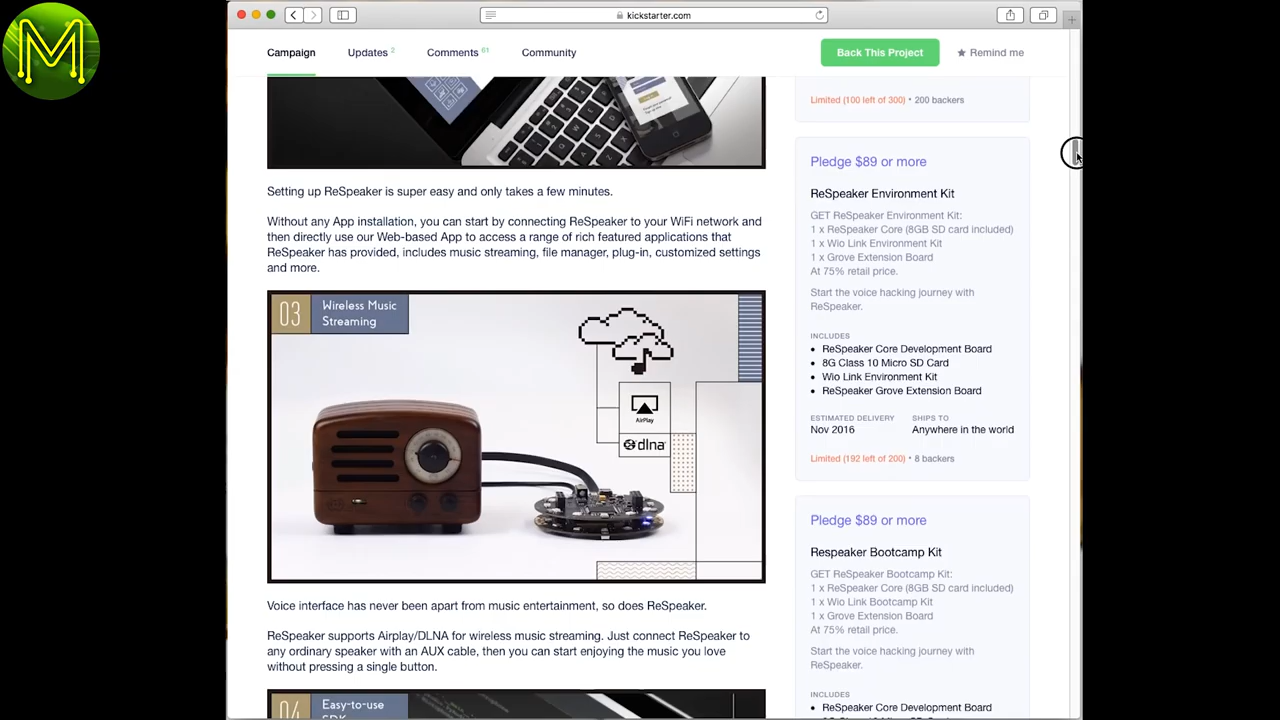 kickstarter.com
Campaign
Updates 2
Comments 61
Community
Back This Project
Remind me
Setting up ReSpeaker is super easy and only takes a few minutes.
Without any App installation, you can start by connecting ReSpeaker to your WiFi network and
then directly use our Web-based App to access a range of rich featured applications that
ReSpeaker has provided, includes music streaming, file manager, plug-in, customized settings
and more.
03
Wireless Music
Streaming
AirPlay
dlna
Voice interface has never been apart from music entertainment, so does ReSpeaker.
ReSpeaker supports Airplay/DLNA for wireless music streaming. Just connect ReSpeaker to
any ordinary speaker with an AUX cable, then you can start enjoying the music you love
without pressing a single button.
04
Easy-to-use
SDK
Limited (100 left of 300) • 200 backers
Pledge $89 or more
ReSpeaker Environment Kit
GET ReSpeaker Environment Kit:
1 x ReSpeaker Core (8GB SD card included)
1 x Wio Link Environment Kit
1 x Grove Extension Board
At 75% retail price.
Start the voice hacking journey with
ReSpeaker.
INCLUDES
• ReSpeaker Core Development Board
• 8G Class 10 Micro SD Card
• Wio Link Environment Kit
• ReSpeaker Grove Extension Board
ESTIMATED DELIVERY
Nov 2016
SHIPS TO
Anywhere in the world
Limited (192 left of 200) • 8 backers
Pledge $89 or more
Respeaker Bootcamp Kit
GET ReSpeaker Bootcamp Kit:
1 x ReSpeaker Core (8GB SD card included)
1 x Wio Link Bootcamp Kit
1 x Grove Extension Board
At 75% retail price.
Start the voice hacking journey with
ReSpeaker.
INCLUDES
• ReSpeaker Core Development Board